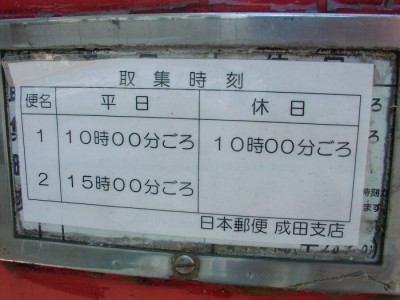 取集時刻
便名 平日 休日
1 10時00分ごろ 10時00分ごろ
2 15時00分ごろ
日本郵便 成田支店